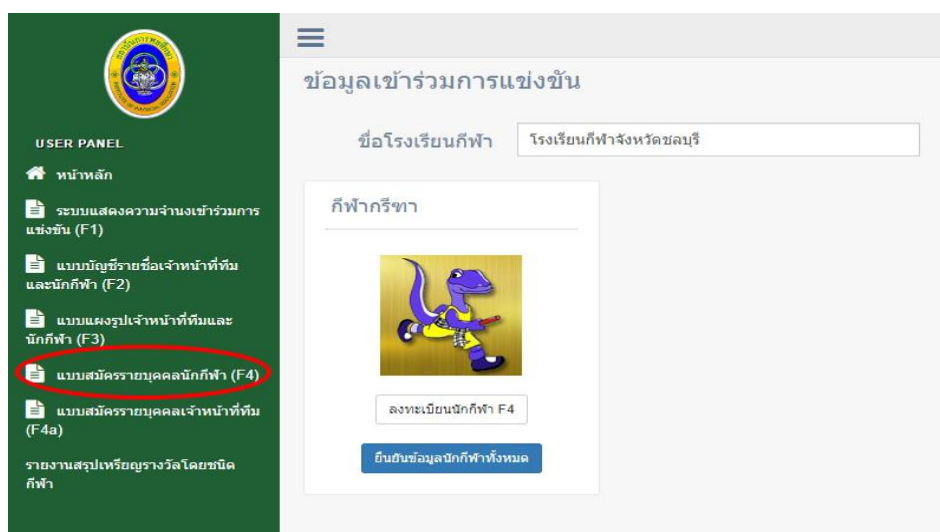 USER PANEL
หน้าหลัก
ระบบแสดงความจำนงเข้าร่วมการ
แข่งขัน (F1)
แบบบัญชีรายชื่อเจ้าหน้าที่ทีม
และนักกีฬา (F2)
แบบแผงรูปเจ้าหน้าที่ทีมและ
นักกีฬา (F3)
แบบสมัครรายบุคคลนักกีฬา (F4)
แบบสมัครรายบุคคลเจ้าหน้าที่ทีม
(F4a)
รายงานสรุปเหรียญรางวัลโดยชนิด
กีฬา
ข้อมูลเข้าร่วมการแข่งขัน
ชื่อโรงเรียนกีฬา โรงเรียนกีฬาจังหวัดชลบุรี
กีฬากรีฑา
ลงทะเบียนนักกีฬา F4
ยืนยันข้อมูลนักกีฬาทั้งหมด